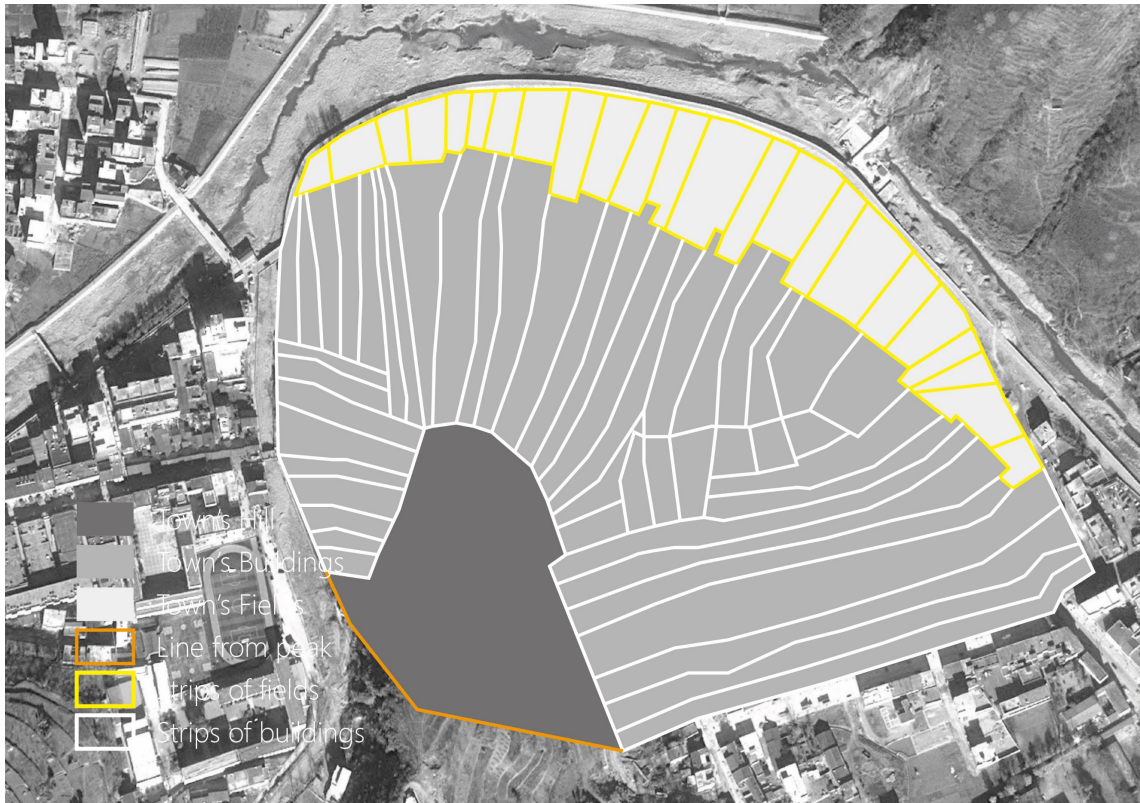 Town's Hill
Town's Buildings
Town's Fields
Line from peak
Strips of fields
Strips of buildings